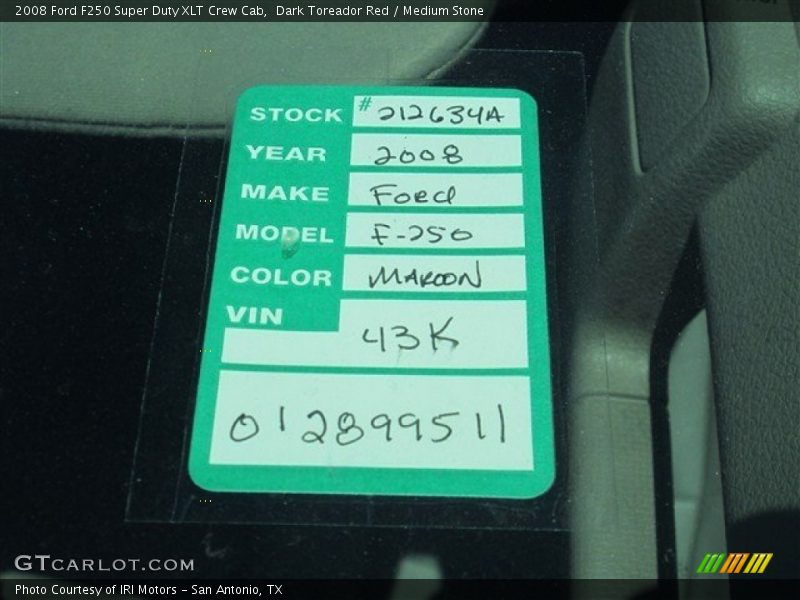 2008 Ford F250 Super Duty XLT Crew Cab, Dark Toreador Red / Medium Stone
STOCK # 212634A
YEAR 2008
MAKE Ford
MODEL F-250
COLOR MAROON
VIN 43K
012899511
GTCARLOT.COM
Photo Courtesy of IRI Motors - San Antonio, TX